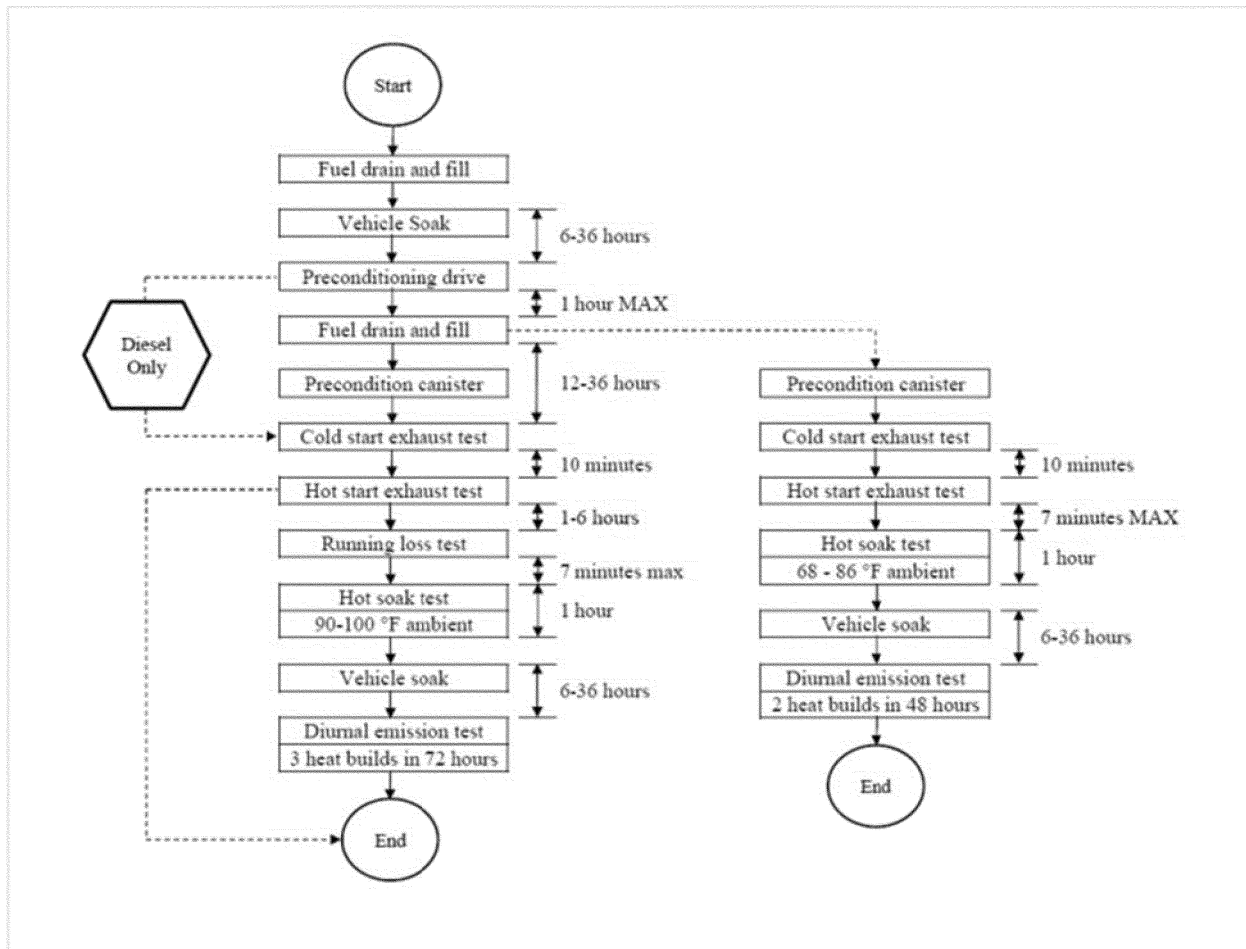 Start
Fuel drain and fill
Vehicle Soak
6-36 hours
Preconditioning drive
1 hour MAX
Fuel drain and fill
Diesel
Only
12-36 hours
Precondition canister
Cold start exhaust test
10 minutes
Hot start exhaust test
1-6 hours
Running loss test
7 minutes max
Hot soak test
90-100 °F ambient
1 hour
Vehicle soak
6-36 hours
Diurnal emission test
3 heat builds in 72 hours
End
Precondition canister
Cold start exhaust test
10 minutes
Hot start exhaust test
7 minutes MAX
Hot soak test
68 - 86 °F ambient
1 hour
Vehicle soak
6-36 hours
Diurnal emission test
2 heat builds in 48 hours
End